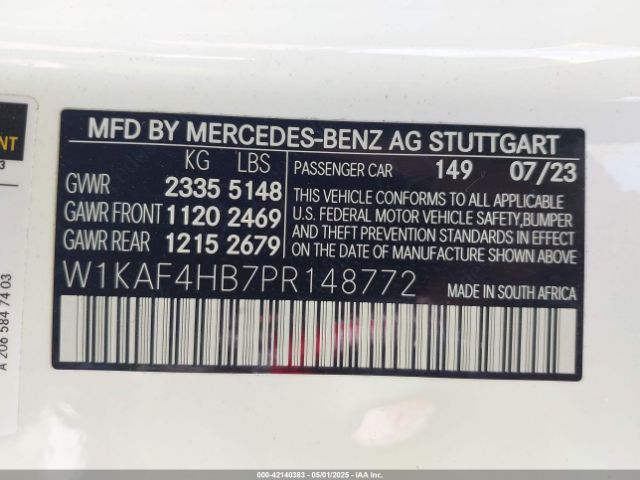 MFD BY MERCEDES-BENZ AG STUTTGART
KG LBS
GVWR 2335 5148
GAWR FRONT 1120 2469
GAWR REAR 1215 2679
PASSENGER CAR 149 07/23
THIS VEHICLE CONFORMS TO ALL APPLICABLE
U.S. FEDERAL MOTOR VEHICLE SAFETY,BUMPER
AND THEFT PREVENTION STANDARDS IN EFFECT
ON THE DATE OF MANUFACTURE SHOWN ABOVE.
W1KAF4HB7PR148772
MADE IN SOUTH AFRICA
A 206 584 74 03
000-42140383 - 05/01/2025 - Copart IAA